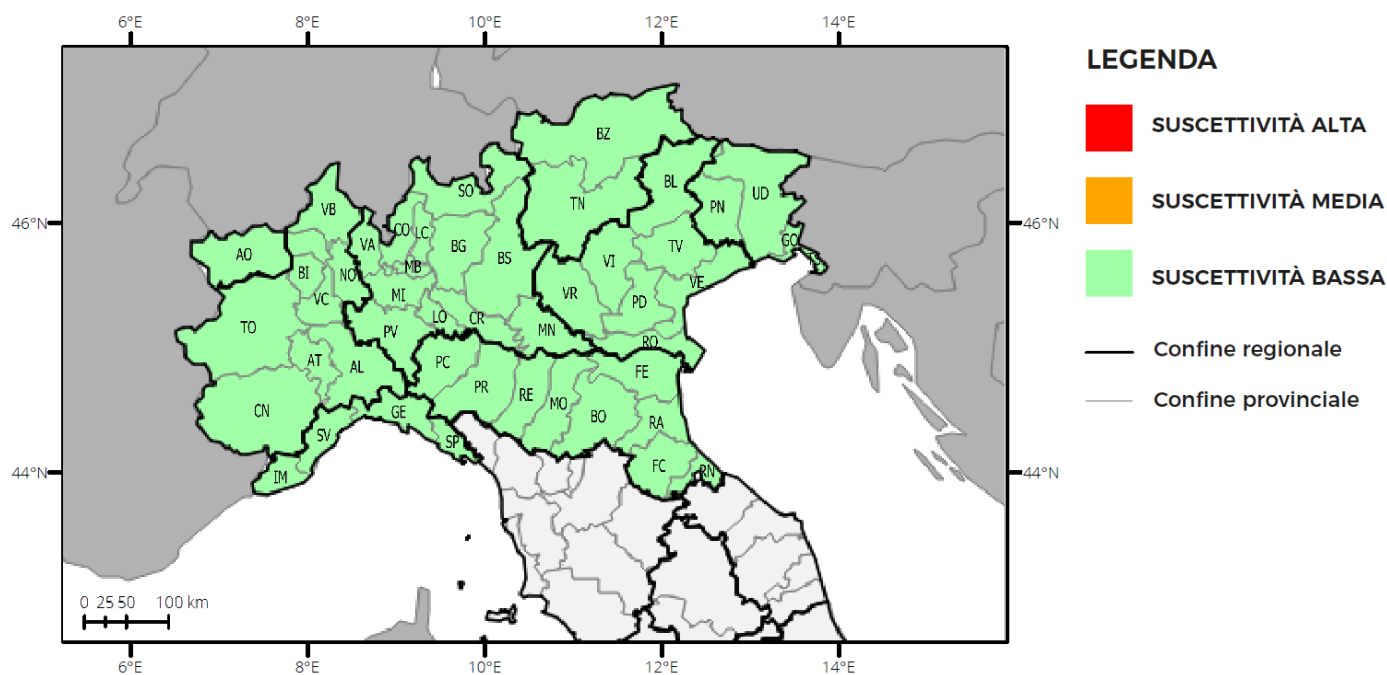 6°E 8°E 10°E 12°E 14°E
LEGENDA
SUSCETTIVITÀ ALTA
SUSCETTIVITÀ MEDIA
SUSCETTIVITÀ BASSA
Confine regionale
Confine provinciale
BZ
SO BL UD
VB TN PN
46°N 46°N
CO LC VA BG TV GO
AO BS VI
BI NO MB VE
VC MI VR PD
TO PV LO CR MN RO
AT AL PC FE
PR RE MO BO RA
CN GE
SV SP
44°N 44°N
IM FC RN
0 25 50 100 km
6°E 8°E 10°E 12°E 14°E